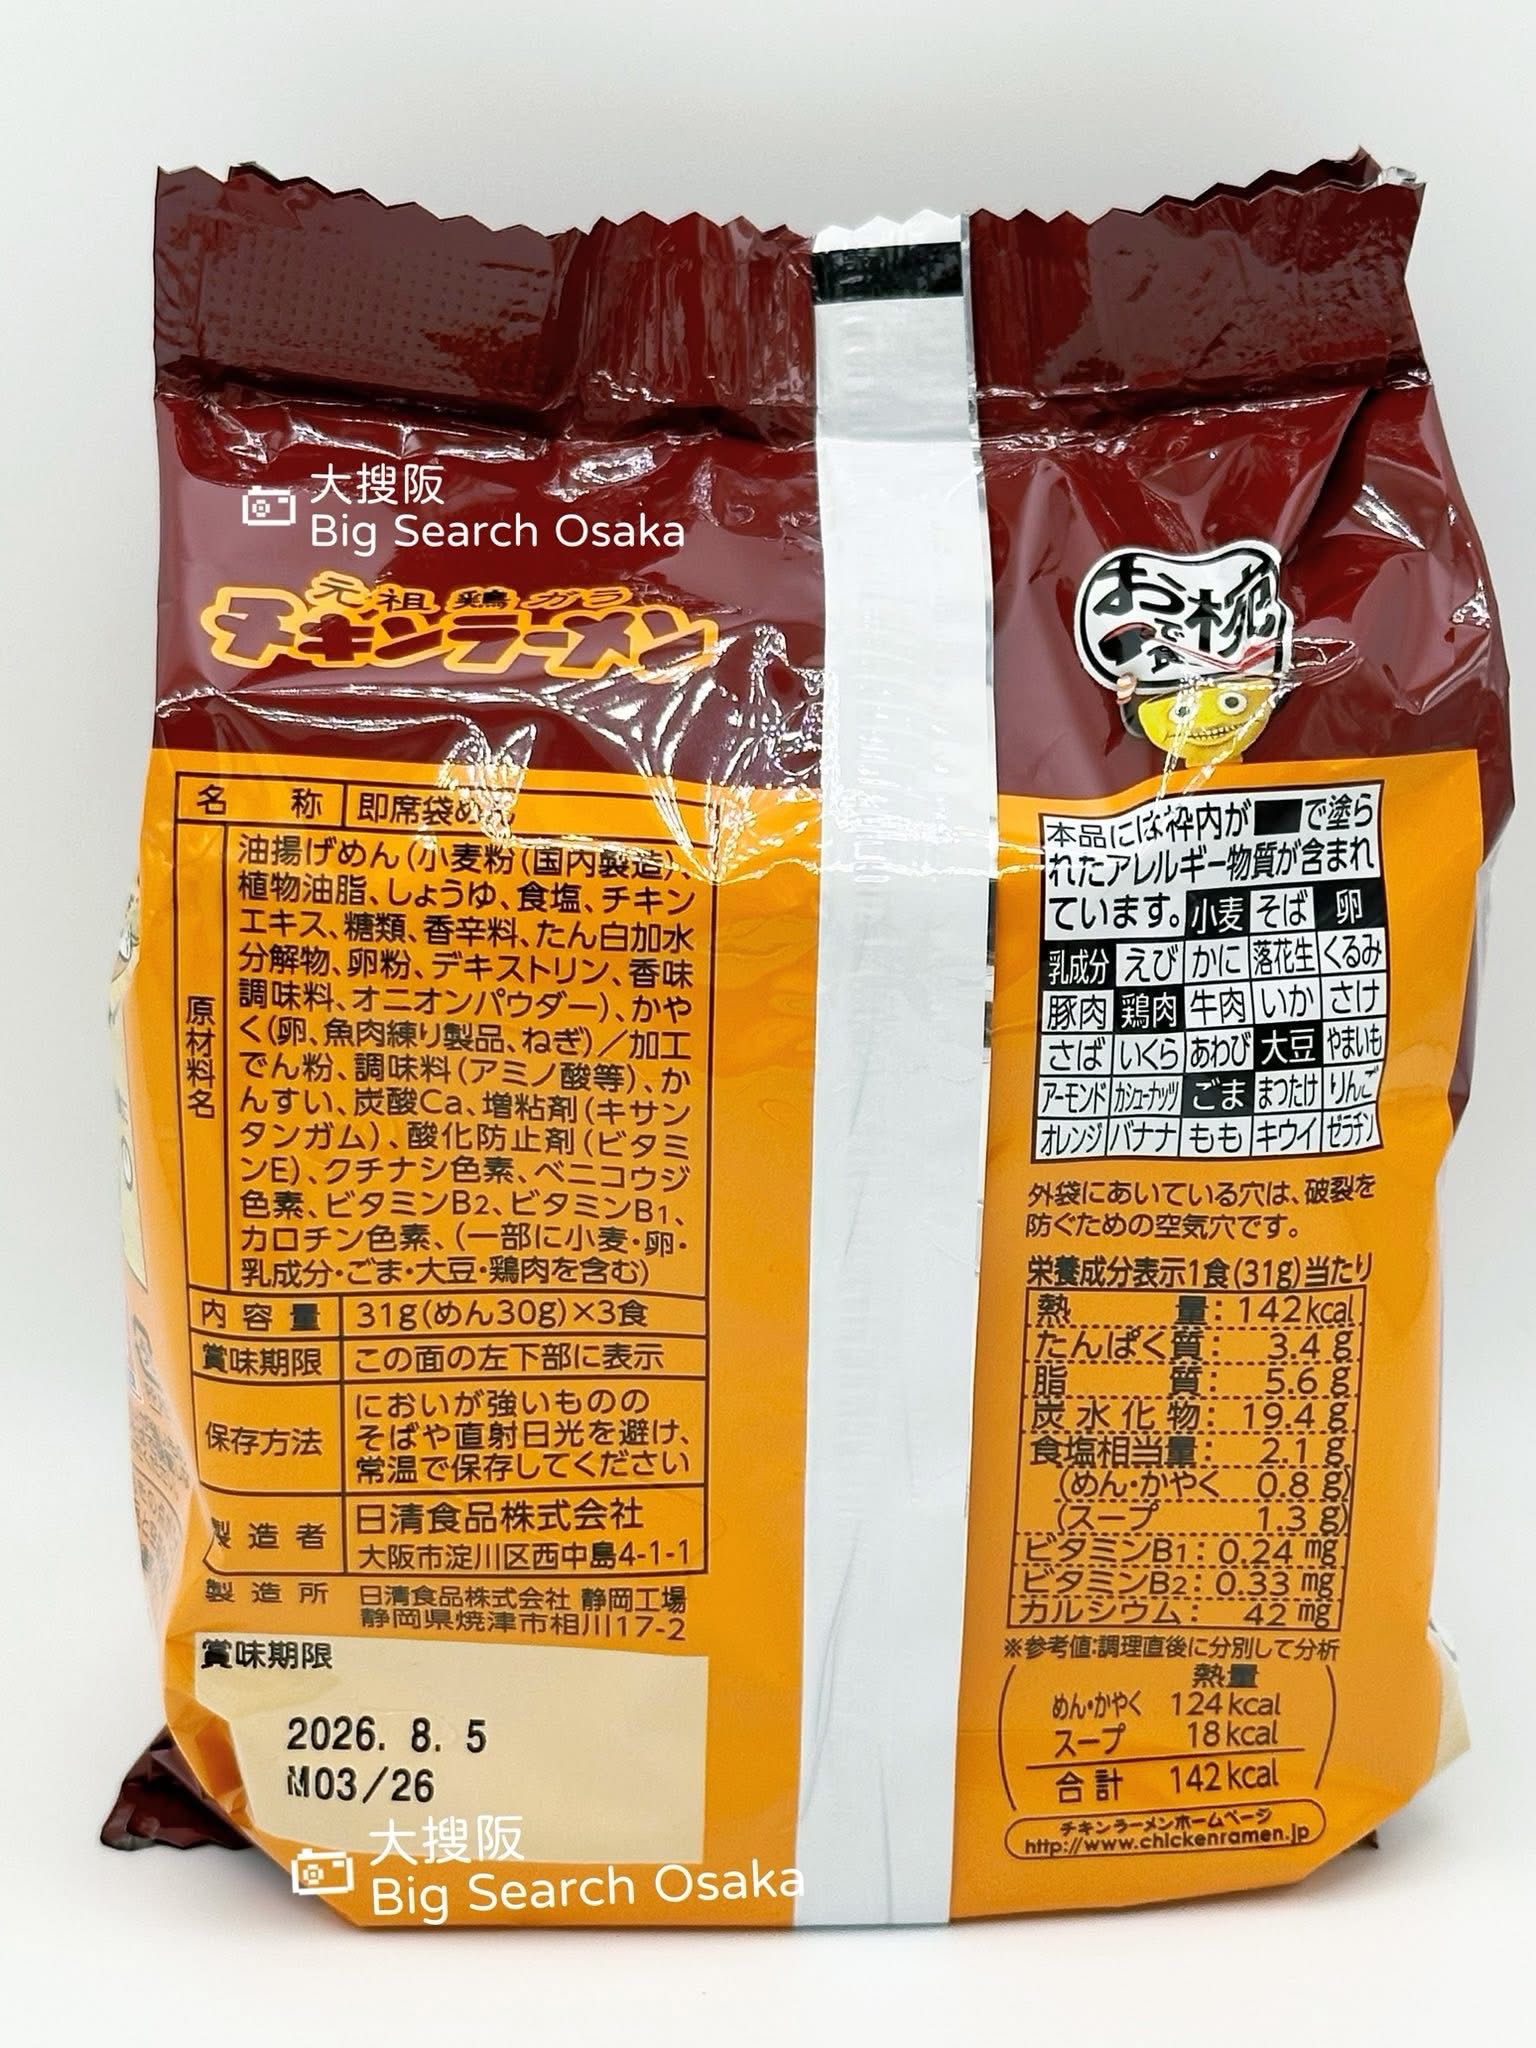 大搜阪
Big Search Osaka
元祖鶏ガラ
チキンラーメン
お椀
で食
名称 即席袋めん
原材料名
油揚げめん(小麦粉(国内製造)、
植物油脂、しょうゆ、食塩、チキン
エキス、糖類、香辛料、たん白加水
分解物、卵粉、デキストリン、香味
調味料、オニオンパウダー)、かや
く(卵、魚肉練り製品、ねぎ)/加工
でん粉、調味料(アミノ酸等)、か
んすい、炭酸Ca、増粘剤(キサン
タンガム)、酸化防止剤(ビタミ
ンE)、クチナシ色素、ベニコウジ
色素、ビタミンB2、ビタミンB1、
カロチン色素、(一部に小麦・卵・
乳成分・ごま・大豆・鶏肉を含む)
内容量 31g(めん30g)×3食
賞味期限 この面の左下部に表示
保存方法
においが強いものの
そばや直射日光を避け、
常温で保存してください
製造者
日清食品株式会社
大阪市淀川区西中島4-1-1
製造所 日清食品株式会社 静岡工場
静岡県焼津市相川17-2
賞味期限
2026. 8. 5
M03/26
大搜阪
Big Search Osaka
本品には枠内が■で塗ら
れたアレルギー物質が含まれ
ています。 小麦 そば 卵
乳成分 えび かに 落花生 くるみ
豚肉 鶏肉 牛肉 いか さけ
さば いくら あわび 大豆 やまいも
アーモンド カシューナッツ ごま まつたけ りんご
オレンジ バナナ もも キウイ ゼラチン
外袋にあいている穴は、破裂を
防ぐための空気穴です。
栄養成分表示1食(31g)当たり
熱量: 142kcal
たんぱく質: 3.4g
脂質: 5.6g
炭水化物: 19.4g
食塩相当量: 2.1g
(めん・かやく 0.8g)
(スープ 1.3g)
ビタミンB1: 0.24mg
ビタミンB2: 0.33mg
カルシウム: 42mg
※参考値:調理直後に分別して分析
熱量
めん・かやく 124kcal
スープ 18kcal
合計 142kcal
チキンラーメンホームページ
http://www.chickenramen.jp